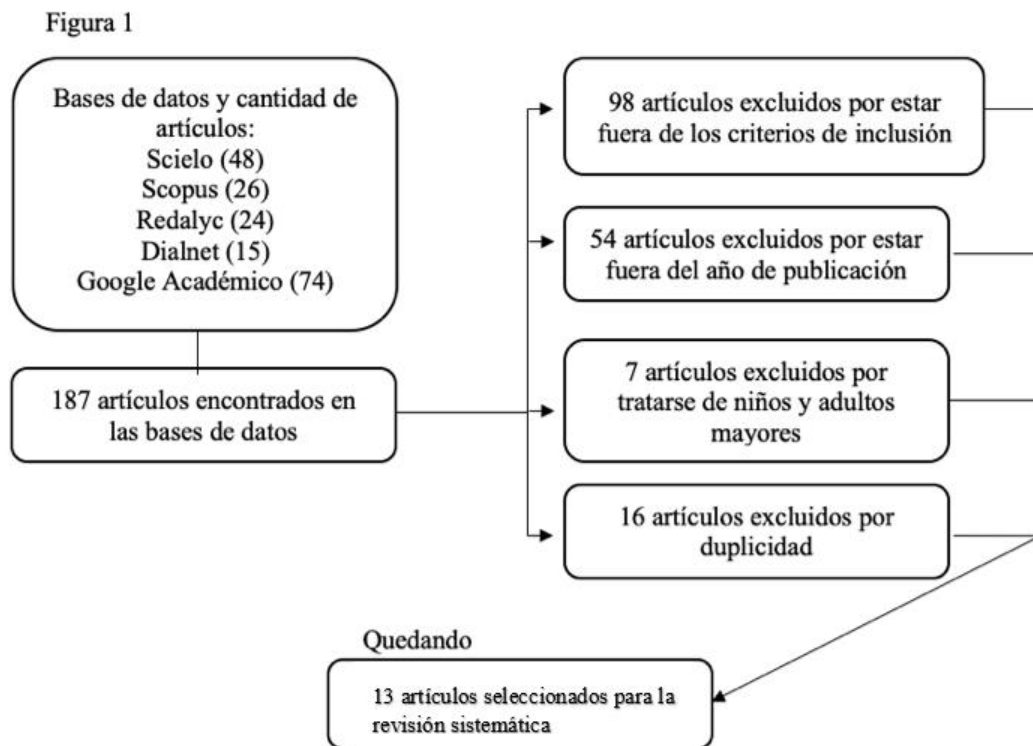 Figura 1
Bases de datos y cantidad de
artículos:
Scielo (48)
Scopus (26)
Redalyc (24)
Dialnet (15)
Google Académico (74)
187 artículos encontrados en
las bases de datos
98 artículos excluidos por estar
fuera de los criterios de inclusión
54 artículos excluidos por estar
fuera del año de publicación
7 artículos excluidos por
tratarse de niños y adultos
mayores
16 artículos excluidos por
duplicidad
Quedando
13 artículos seleccionados para la
revisión sistemática